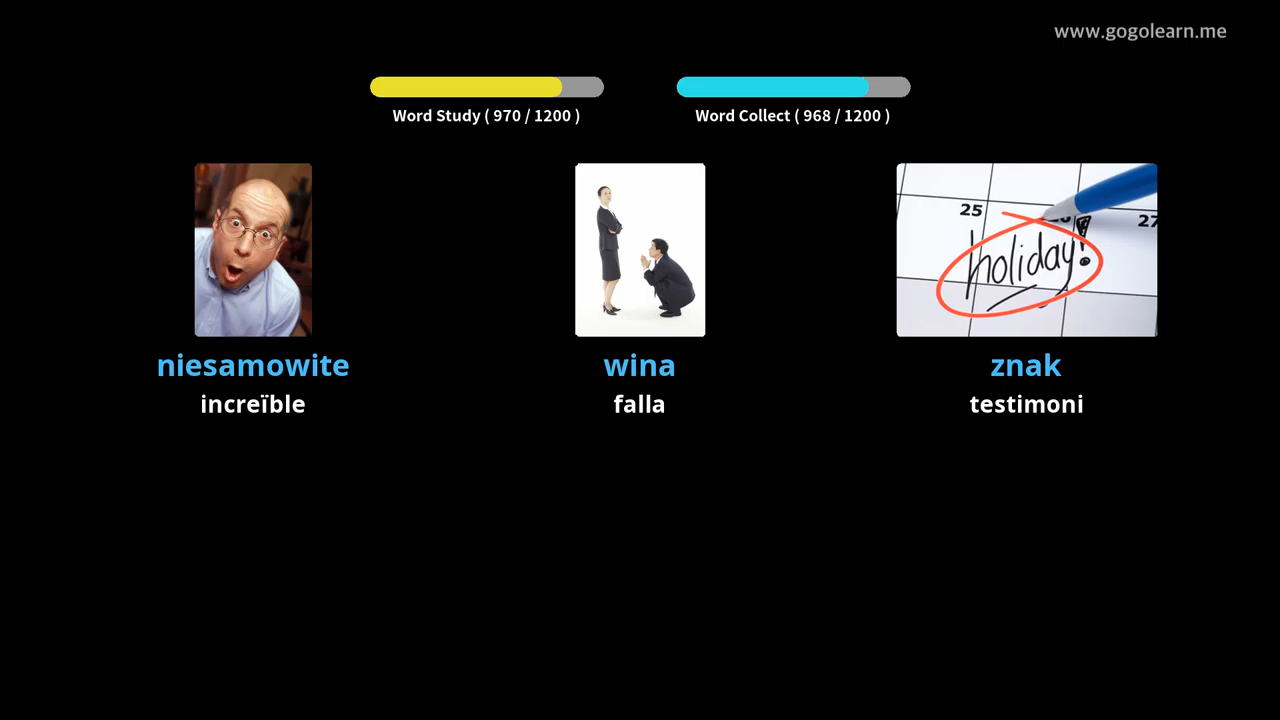 www.gogolearn.me
Word Study ( 970 / 1200 )
Word Collect ( 968 / 1200 )
25
27
holiday!
niesamowite
wina
znak
increïble
falla
testimoni